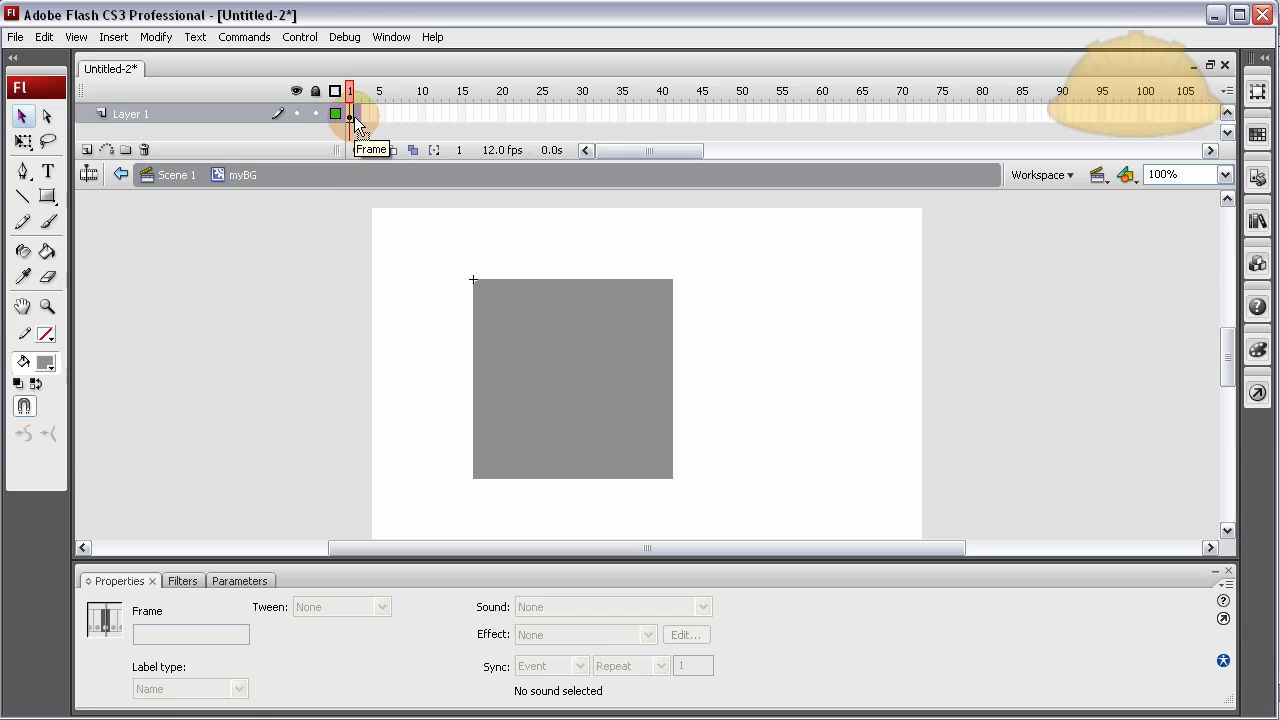 Adobe Flash CS3 Professional - [Untitled-2*]
File Edit View Insert Modify Text Commands Control Debug Window Help
Untitled-2*
Fl
1 5 10 15 20 25 30 35 40 45 50 55 60 65 70 75 80 85 90 95 100 105
Layer 1
Frame
1 12.0 fps 0.0s
Scene 1 myBG Workspace 100%
Properties Filters Parameters
Frame Tween: None Sound: None
Effect: None Edit...
Label type: Sync: Event Repeat 1
Name No sound selected